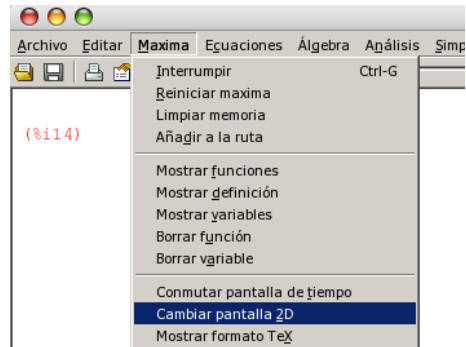 Archivo Editar Maxima Ecuaciones Álgebra Análisis Simp
Interrumpir Ctrl-G
Reiniciar maxima
Limpiar memoria
(%i14)
Añadir a la ruta
Mostrar funciones
Mostrar definición
Mostrar variables
Borrar función
Borrar variable
Conmutar pantalla de tiempo
Cambiar pantalla 2D
Mostrar formato TeX